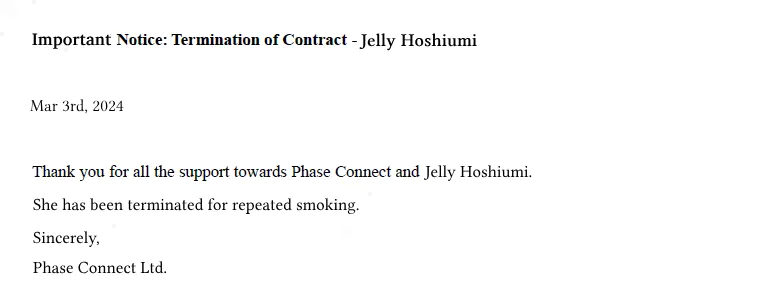 Important Notice: Termination of Contract - Jelly Hoshiumi
Mar 3rd, 2024
Thank you for all the support towards Phase Connect and Jelly Hoshiumi.
She has been terminated for repeated smoking.
Sincerely,
Phase Connect Ltd.